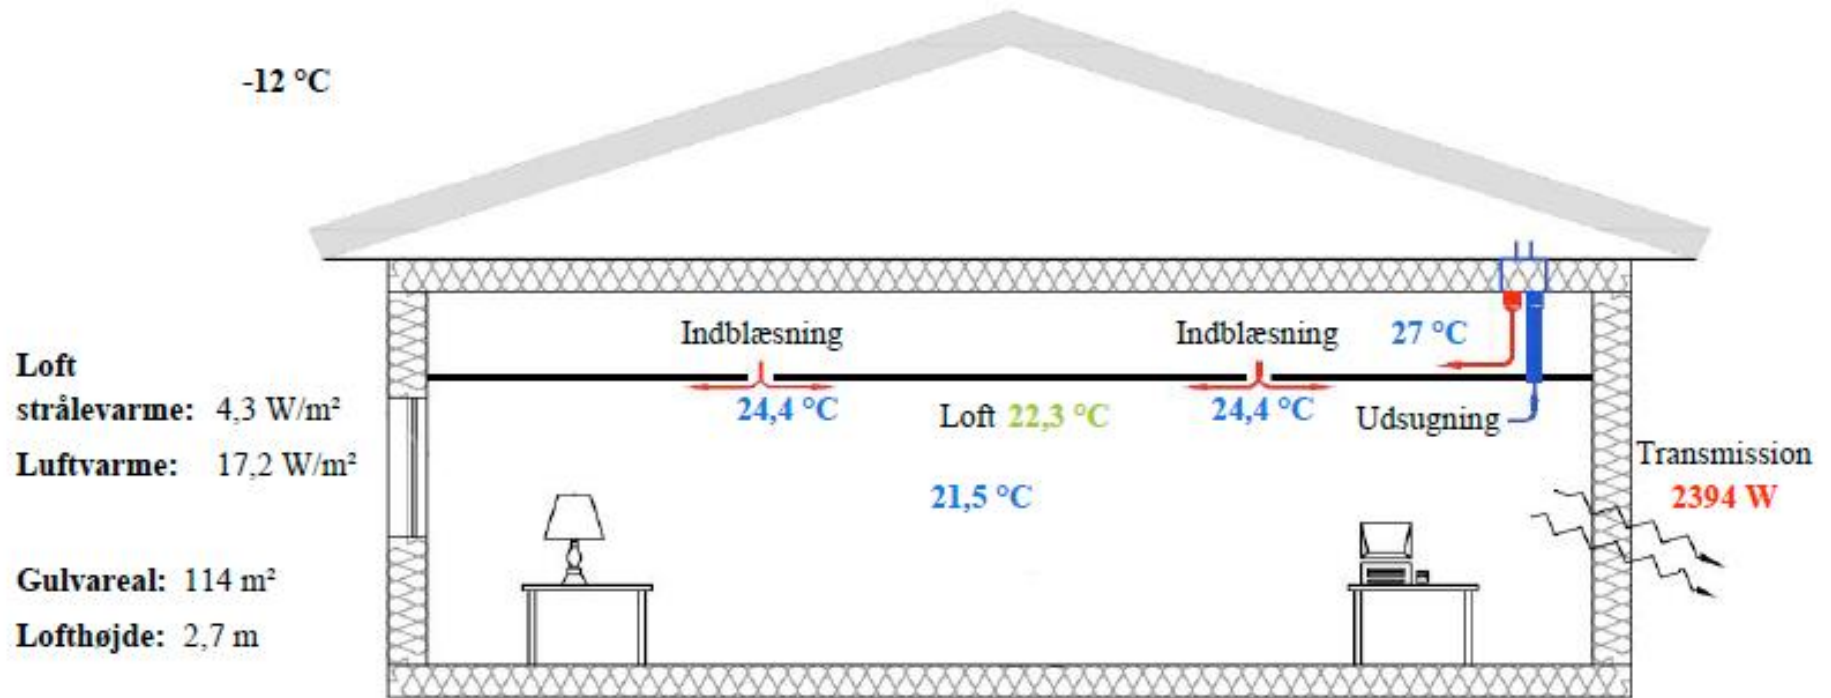 -12 °C
Indblæsning
Indblæsning
27 °C
Loft
strålevarme: 4,3 W/m²
24,4 °C
Loft 22,3 °C
24,4 °C
Udsugning
Luftvarme: 17,2 W/m²
Transmission
2394 W
21,5 °C
Gulvareal: 114 m²
Lofthøjde: 2,7 m